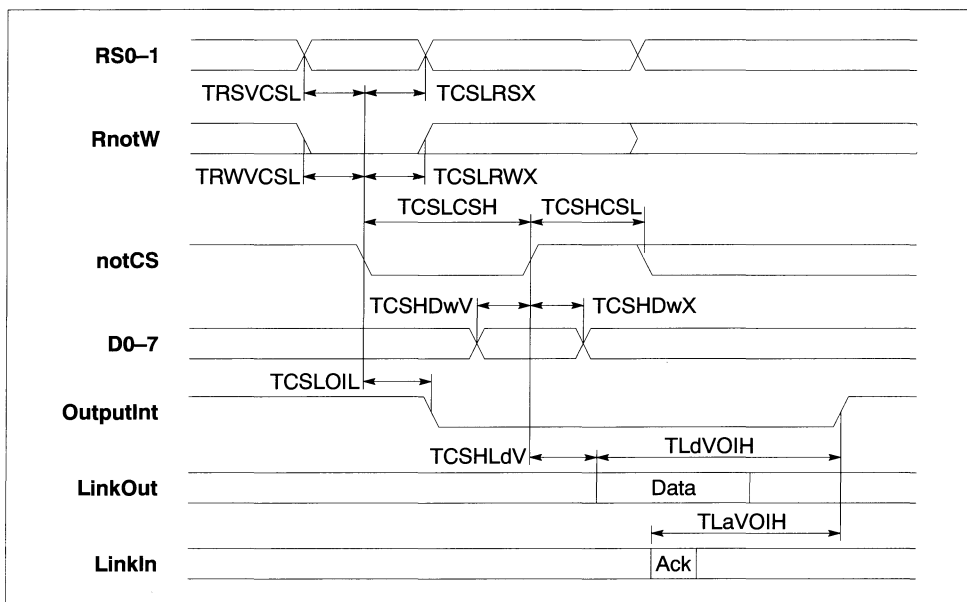 RS0–1
TRSVCSL TCSLRSX
RnotW
TRWVCSL TCSLRWX
TCSLCSH TCSHCSL
notCS
TCSHDwV TCSHDwX
D0–7
TCSLOIL
OutputInt
TCSHLdV TLdVOIH
LinkOut Data
TLaVOIH
LinkIn Ack